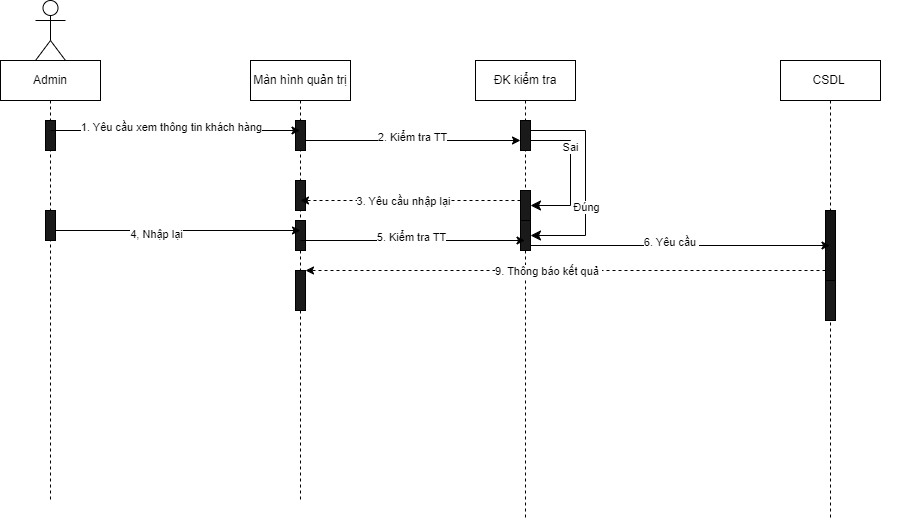 Admin
Màn hình quản trị
ĐK kiểm tra
CSDL
1. Yêu cầu xem thông tin khách hàng
2. Kiểm tra TT
Sai
3. Yêu cầu nhập lại
Đúng
4, Nhập lại
5. Kiểm tra TT
6. Yêu cầu
9. Thông báo kết quả